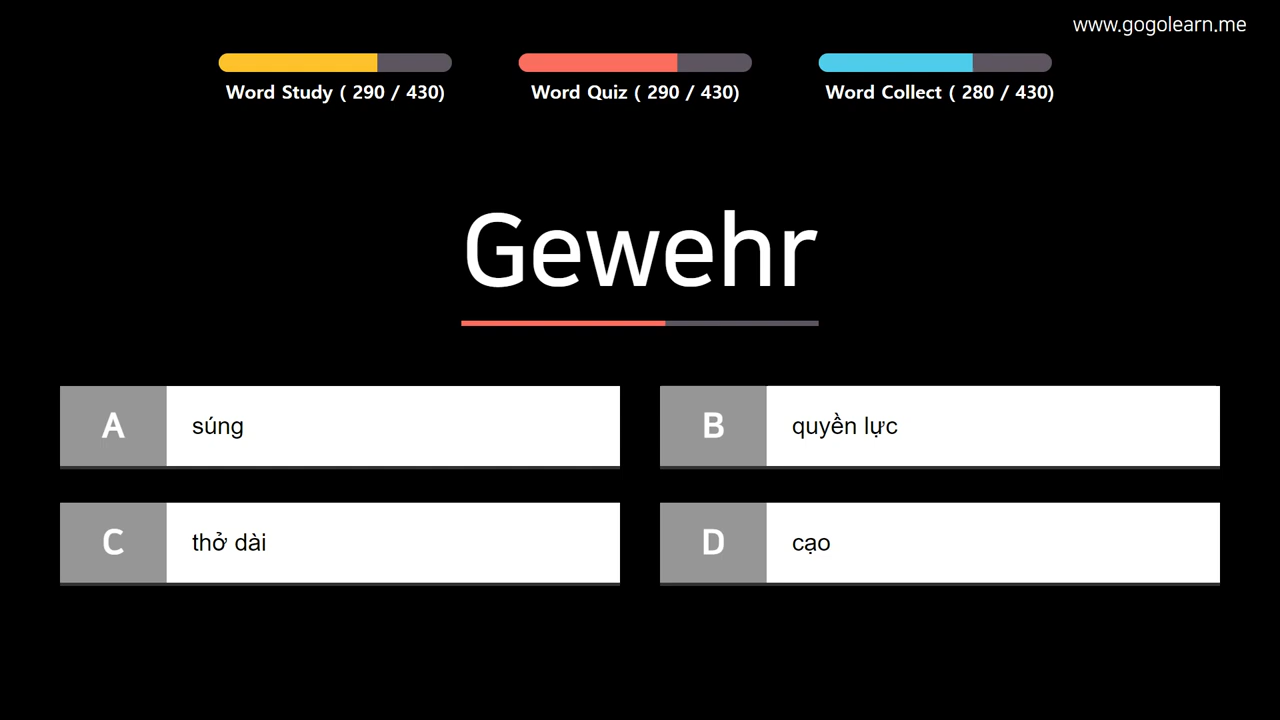 www.gogolearn.me
Word Study ( 290 / 430)
Word Quiz ( 290 / 430)
Word Collect ( 280 / 430)
Gewehr
A súng
B quyền lực
C thở dài
D cạo